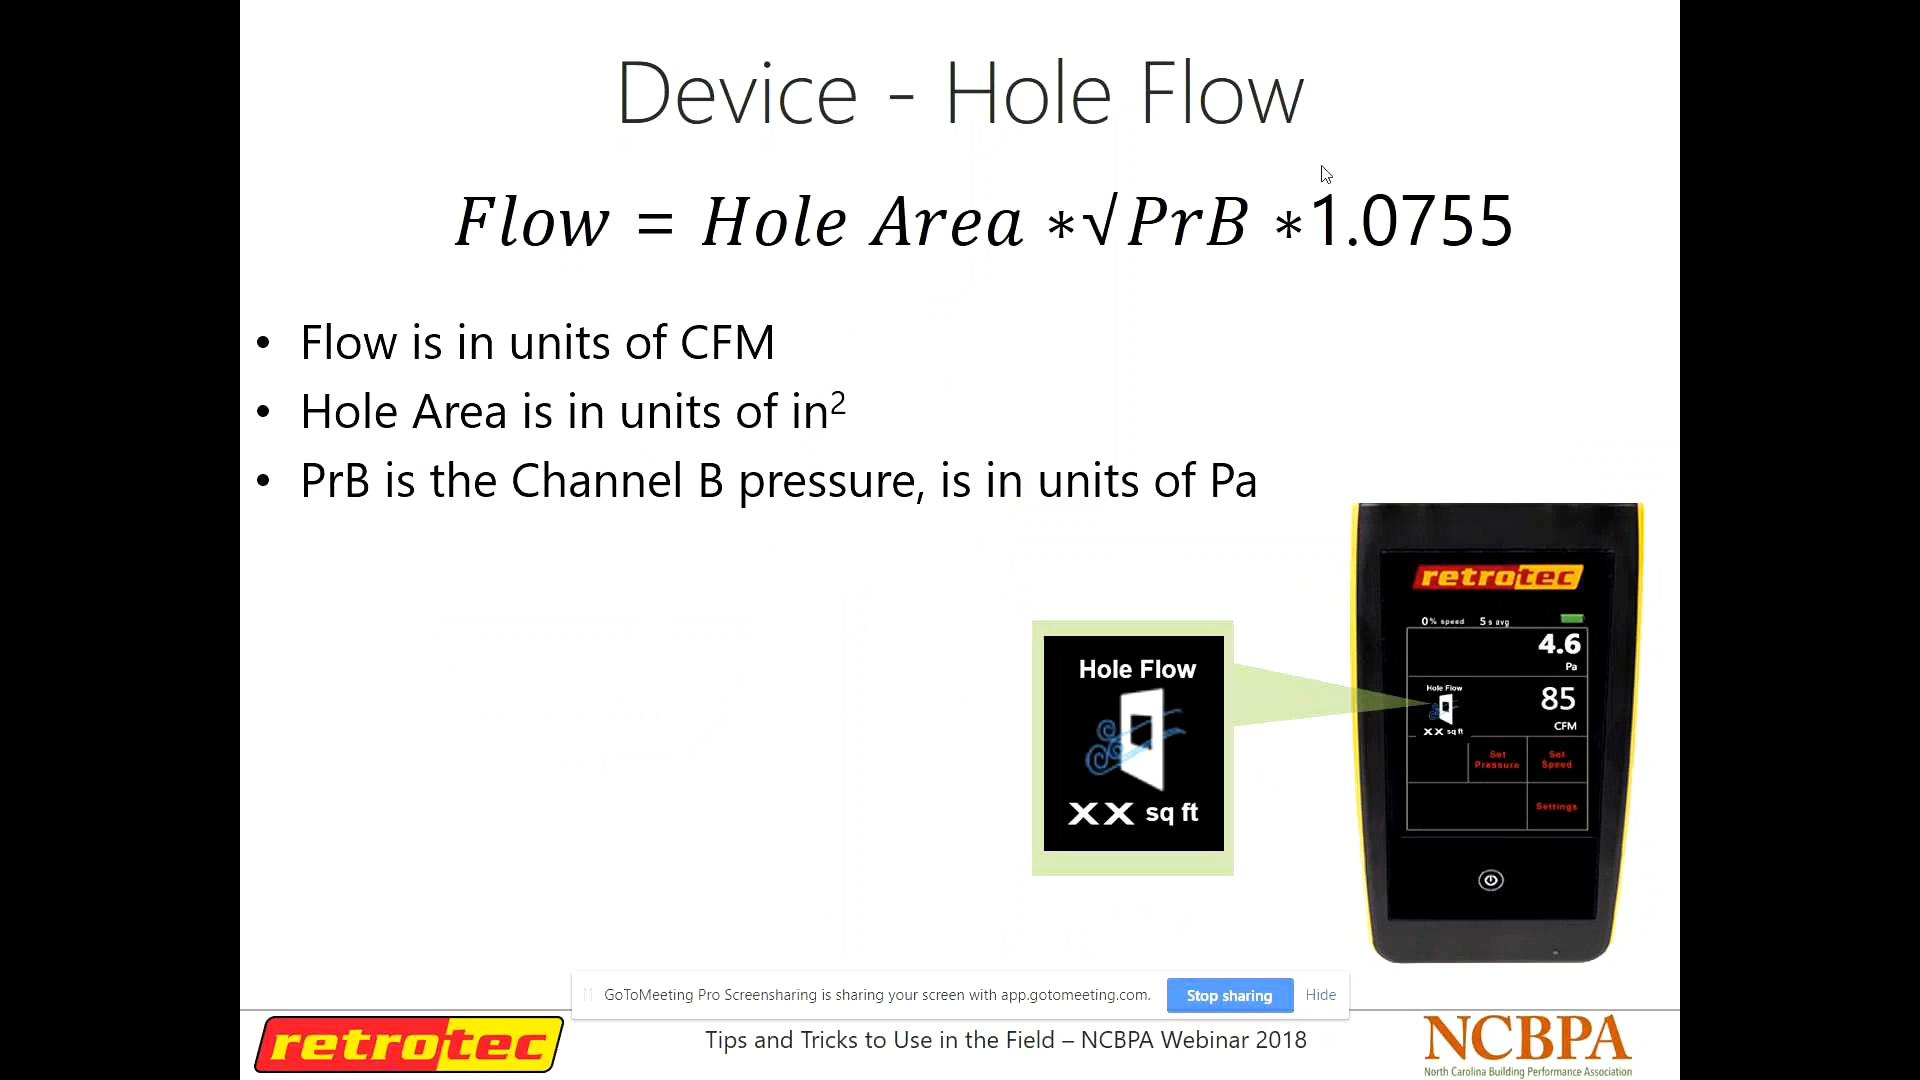 Device - Hole Flow
Flow = Hole Area *√PrB *1.0755
• Flow is in units of CFM
• Hole Area is in units of in²
• PrB is the Channel B pressure, is in units of Pa
retrotec
0% speed 5 s avg
4.6
Pa
Hole Flow
85
CFM
XX sq ft
Set Pressure
Set Speed
Settings
Hole Flow
XX sq ft
GoToMeeting Pro Screensharing is sharing your screen with app.gotomeeting.com.
Stop sharing
Hide
retrotec
Tips and Tricks to Use in the Field – NCBPA Webinar 2018
NCBPA
North Carolina Building Performance Association